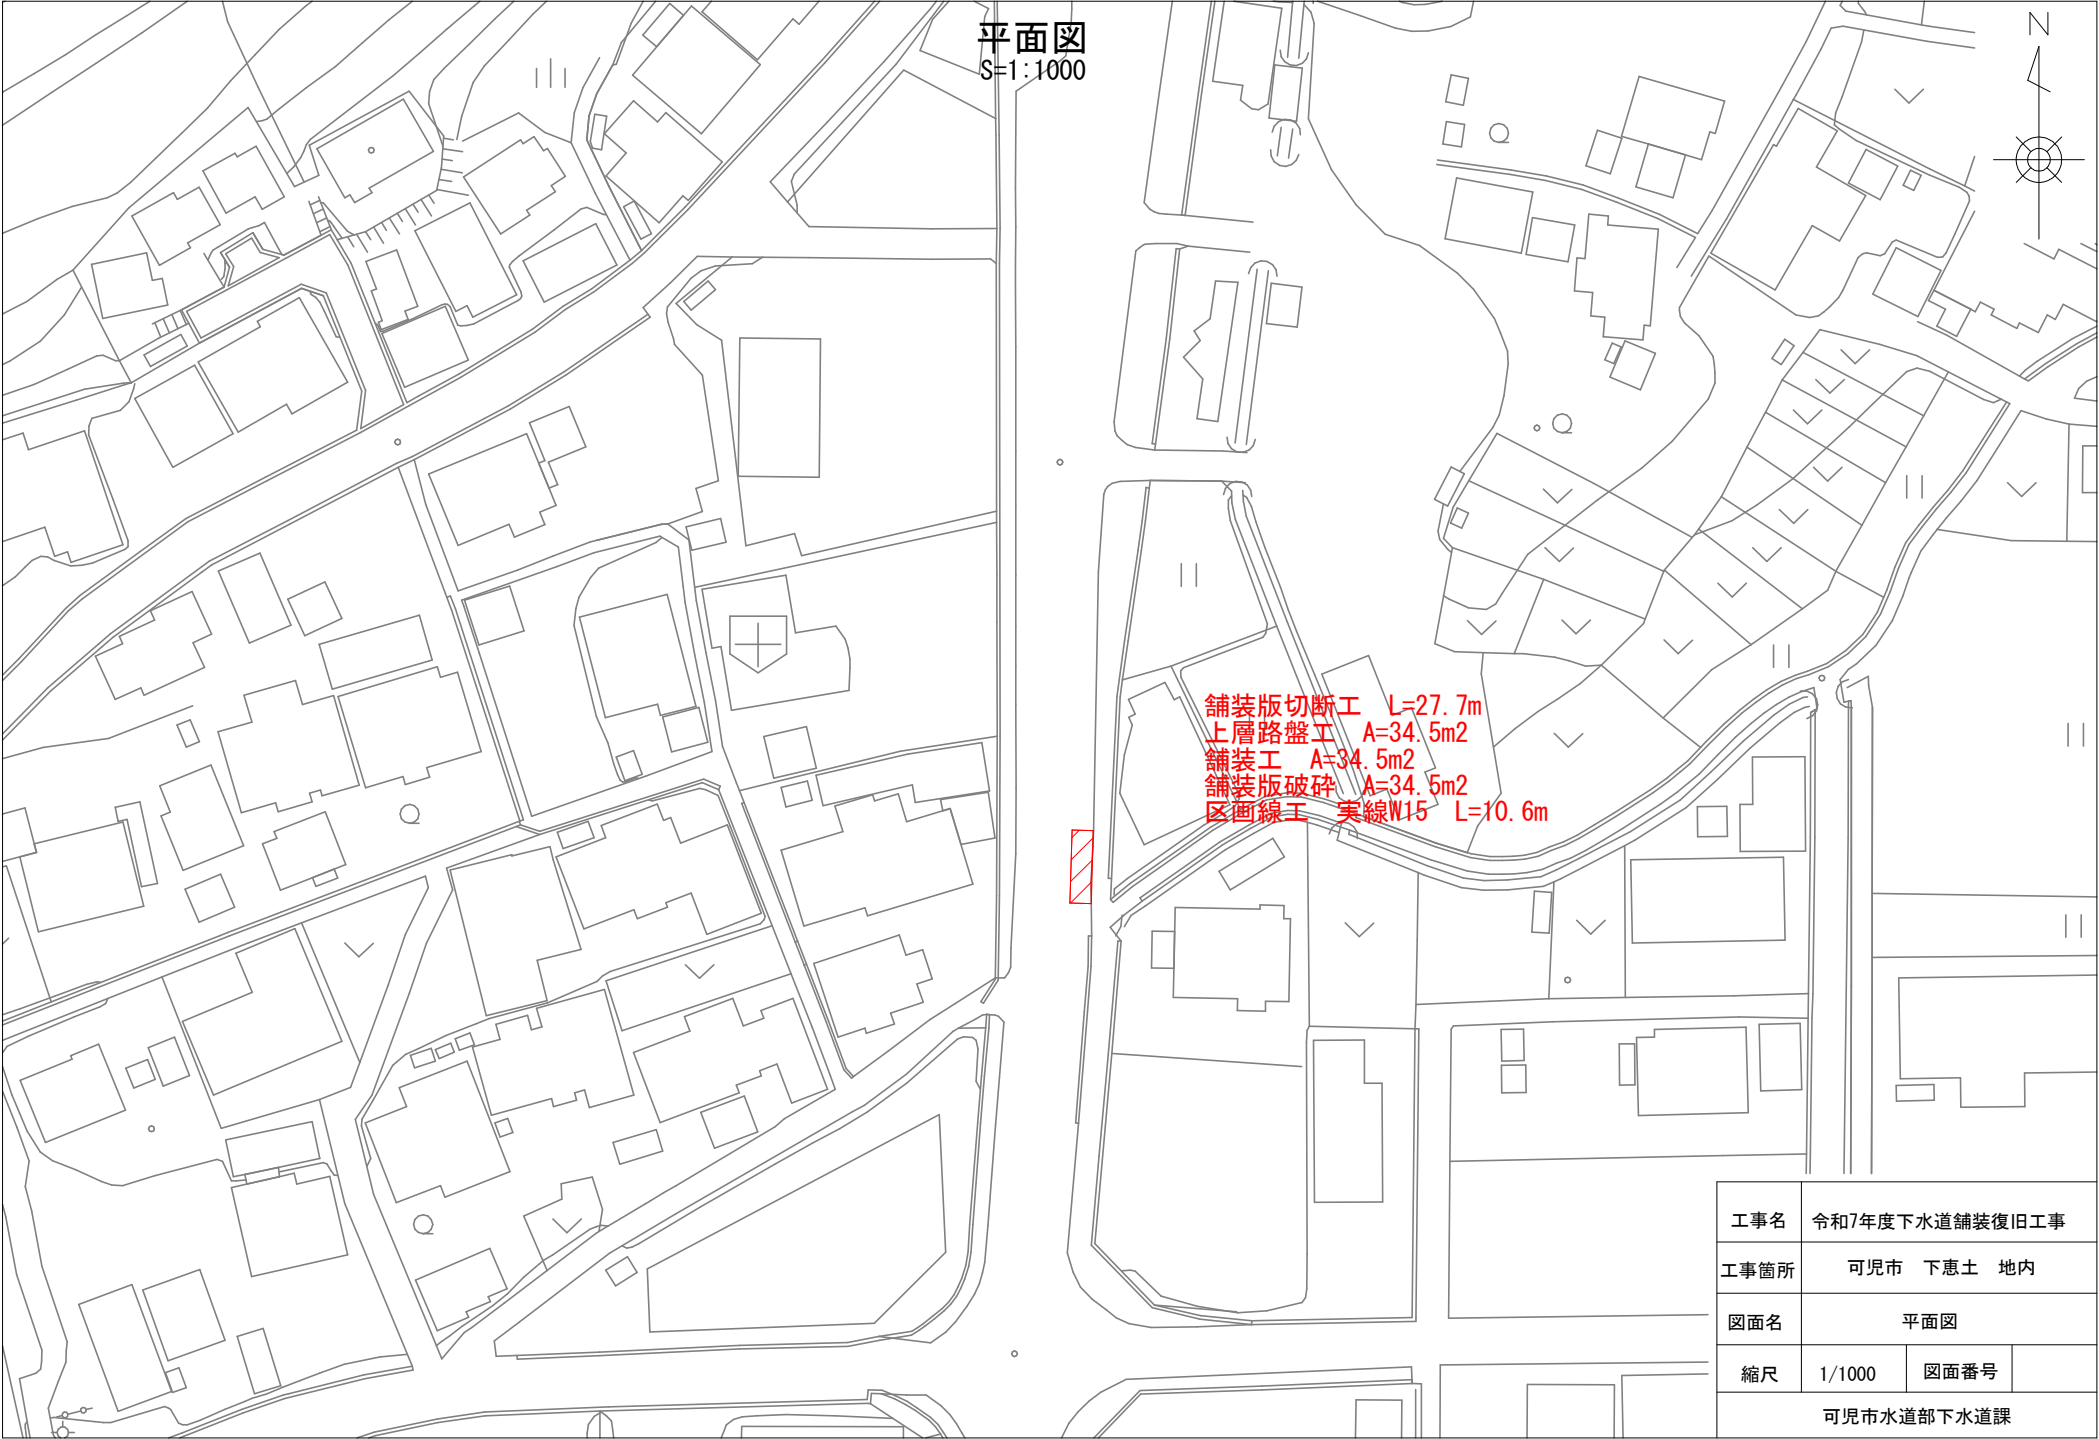 平面図
S=1:1000
N
舗装版切断工　L=27.7m
上層路盤工　A=34.5m2
舗装工　A=34.5m2
舗装版破砕　A=34.5m2
区画線工　実線W15　L=10.6m
工事名　令和7年度下水道舗装復旧工事
工事箇所　可児市　下恵土　地内
図面名　平面図
縮尺　1/1000　図面番号
可児市水道部下水道課